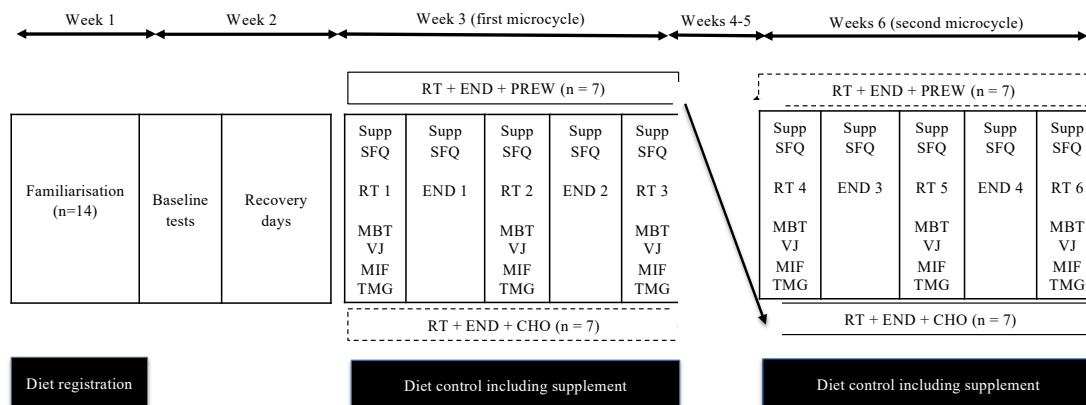 Week 1
Week 2
Week 3 (first microcycle)
Weeks 4-5
Weeks 6 (second microcycle)
RT + END + PREW (n = 7)
RT + END + PREW (n = 7)
Familiarisation
(n=14)
Baseline
tests
Recovery
days
Supp
SFQ
RT 1
MBT
VJ
MIF
TMG
Supp
SFQ
END 1
Supp
SFQ
RT 2
MBT
VJ
MIF
TMG
Supp
SFQ
END 2
Supp
SFQ
RT 3
MBT
VJ
MIF
TMG
Supp
SFQ
RT 4
MBT
VJ
MIF
TMG
Supp
SFQ
END 3
Supp
SFQ
RT 5
MBT
VJ
MIF
TMG
Supp
SFQ
END 4
Supp
SFQ
RT 6
MBT
VJ
MIF
TMG
RT + END + CHO (n = 7)
RT + END + CHO (n = 7)
Diet registration
Diet control including supplement
Diet control including supplement